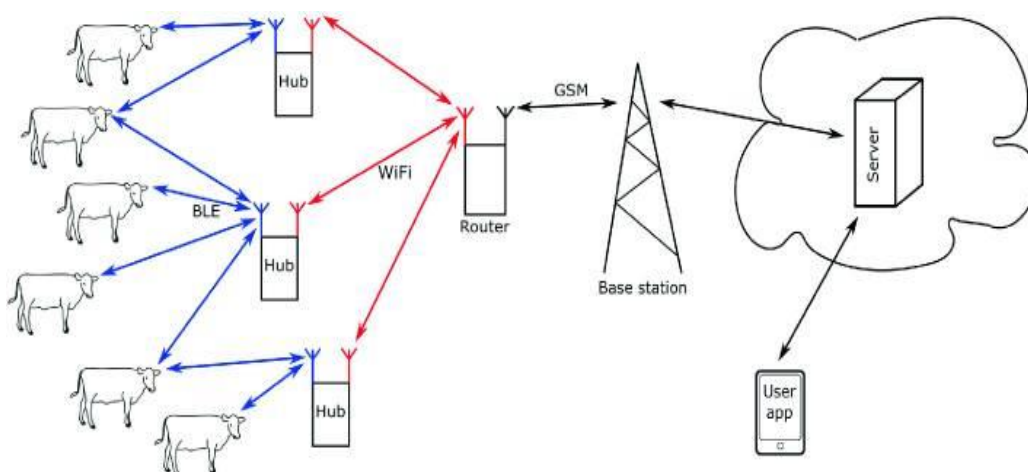 Hub
GSM
WiFi
Server
BLE
Router
Hub
Base station
Hub
User
app